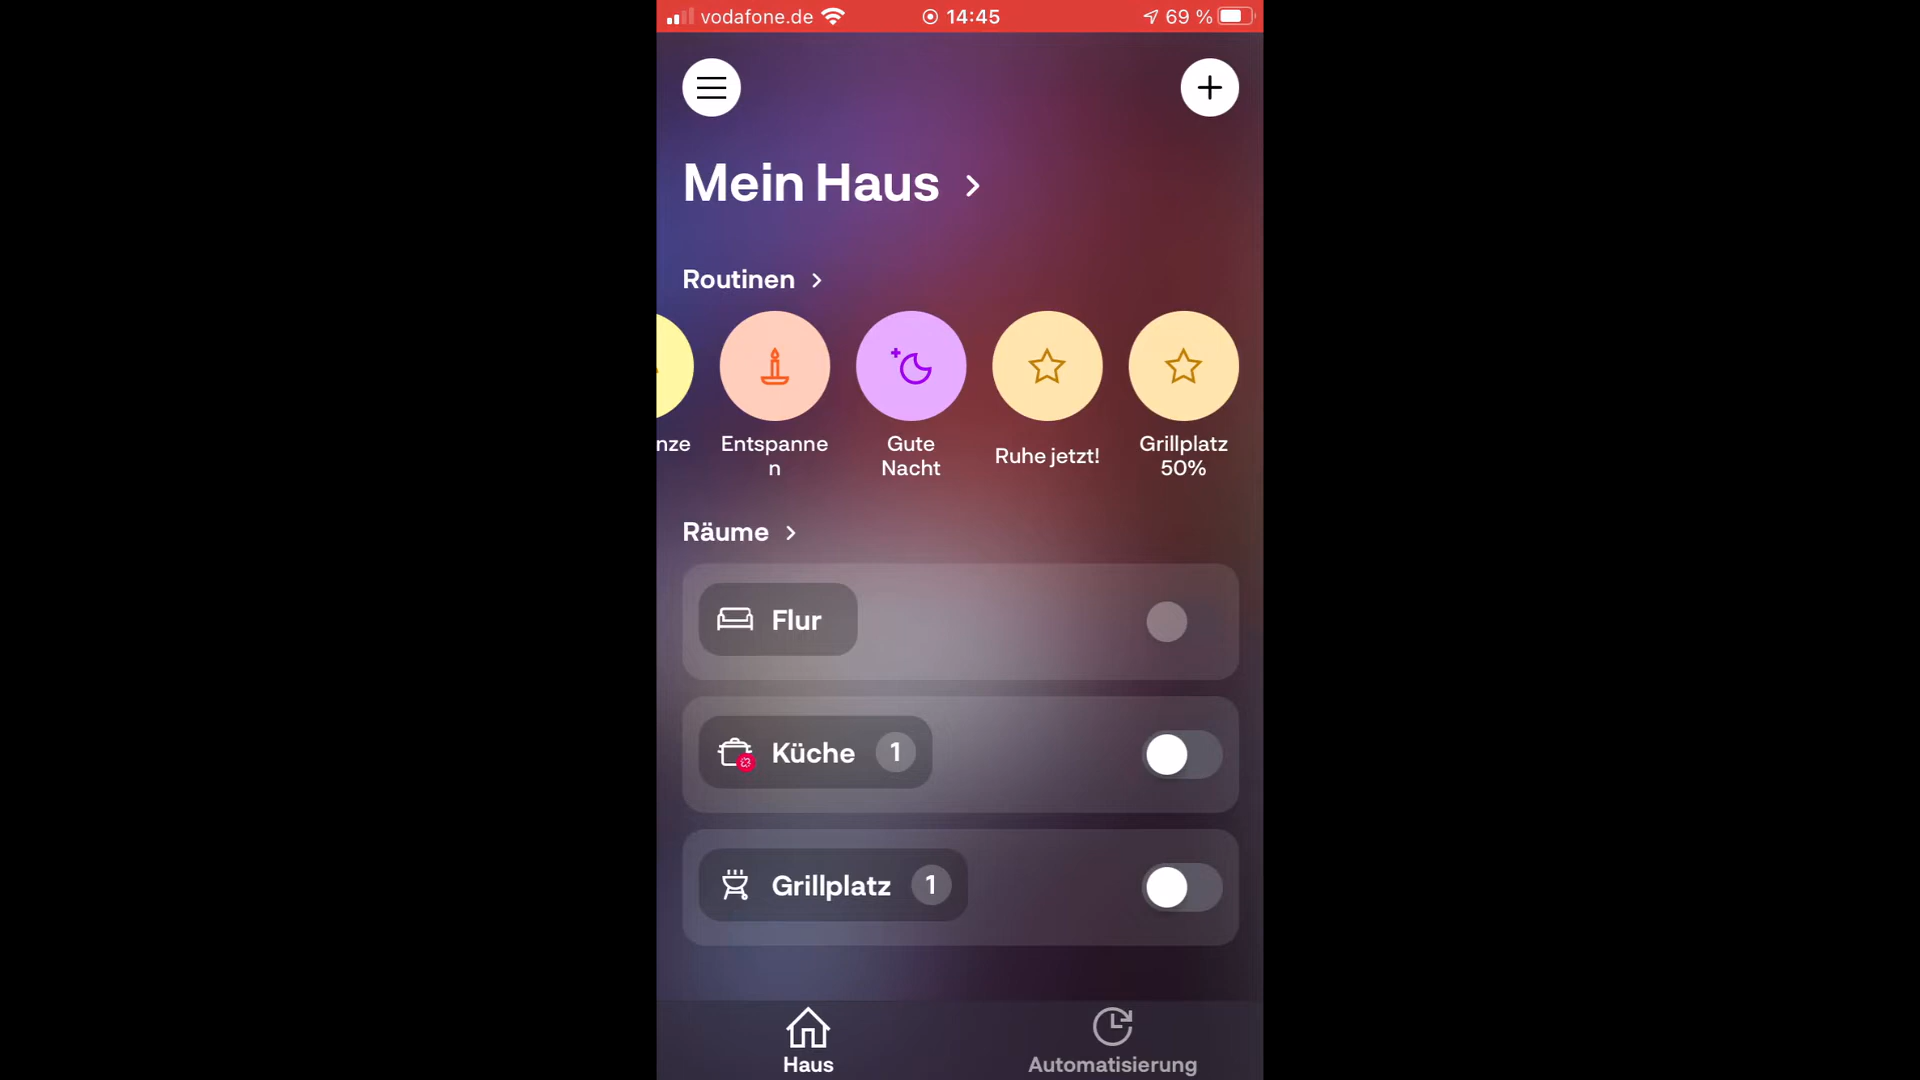 vodafone.de 14:45 69 %
Mein Haus
Routinen
nze
Entspanne
n
Gute
Nacht
Ruhe jetzt!
Grillplatz
50%
Räume
Flur
Küche 1
Grillplatz 1
Haus
Automatisierung